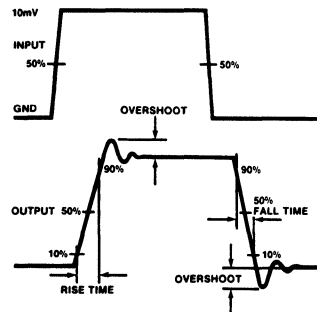 10mV
INPUT
50%
50%
GND
OVERSHOOT
90%
90%
OUTPUT
50%
50%
FALL TIME
10%
10%
RISE TIME
OVERSHOOT